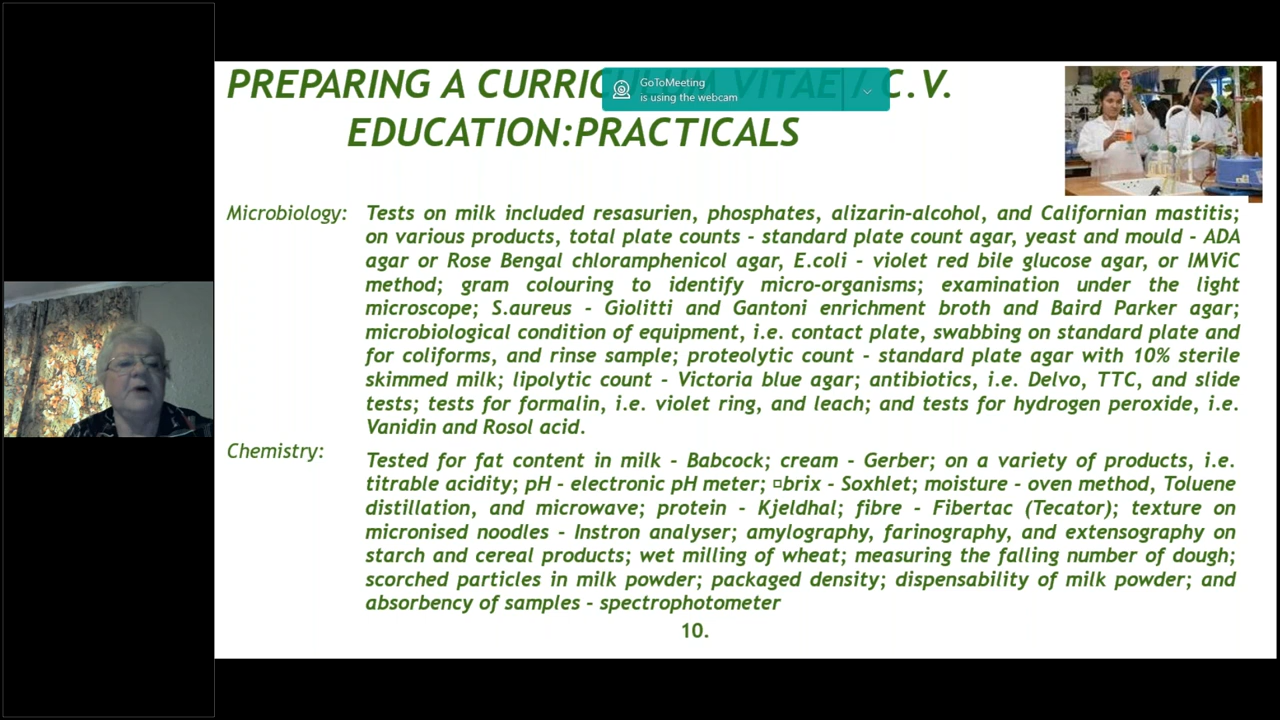 PREPARING A CURRIC VITAE / C.V.
GoToMeeting
is using the webcam
EDUCATION:PRACTICALS
Microbiology: Tests on milk included resasurien, phosphates, alizarin-alcohol, and Californian mastitis;
on various products, total plate counts - standard plate count agar, yeast and mould - ADA
agar or Rose Bengal chloramphenicol agar, E.coli - violet red bile glucose agar, or IMViC
method; gram colouring to identify micro-organisms; examination under the light
microscope; S.aureus - Giolitti and Gantoni enrichment broth and Baird Parker agar;
microbiological condition of equipment, i.e. contact plate, swabbing on standard plate and
for coliforms, and rinse sample; proteolytic count - standard plate agar with 10% sterile
skimmed milk; lipolytic count - Victoria blue agar; antibiotics, i.e. Delvo, TTC, and slide
tests; tests for formalin, i.e. violet ring, and leach; and tests for hydrogen peroxide, i.e.
Vanidin and Rosol acid.
Chemistry: Tested for fat content in milk - Babcock; cream - Gerber; on a variety of products, i.e.
titrable acidity; pH - electronic pH meter; ▯brix - Soxhlet; moisture - oven method, Toluene
distillation, and microwave; protein - Kjeldhal; fibre - Fibertac (Tecator); texture on
micronised noodles - Instron analyser; amylography, farinography, and extensography on
starch and cereal products; wet milling of wheat; measuring the falling number of dough;
scorched particles in milk powder; packaged density; dispensability of milk powder; and
absorbency of samples - spectrophotometer
10.